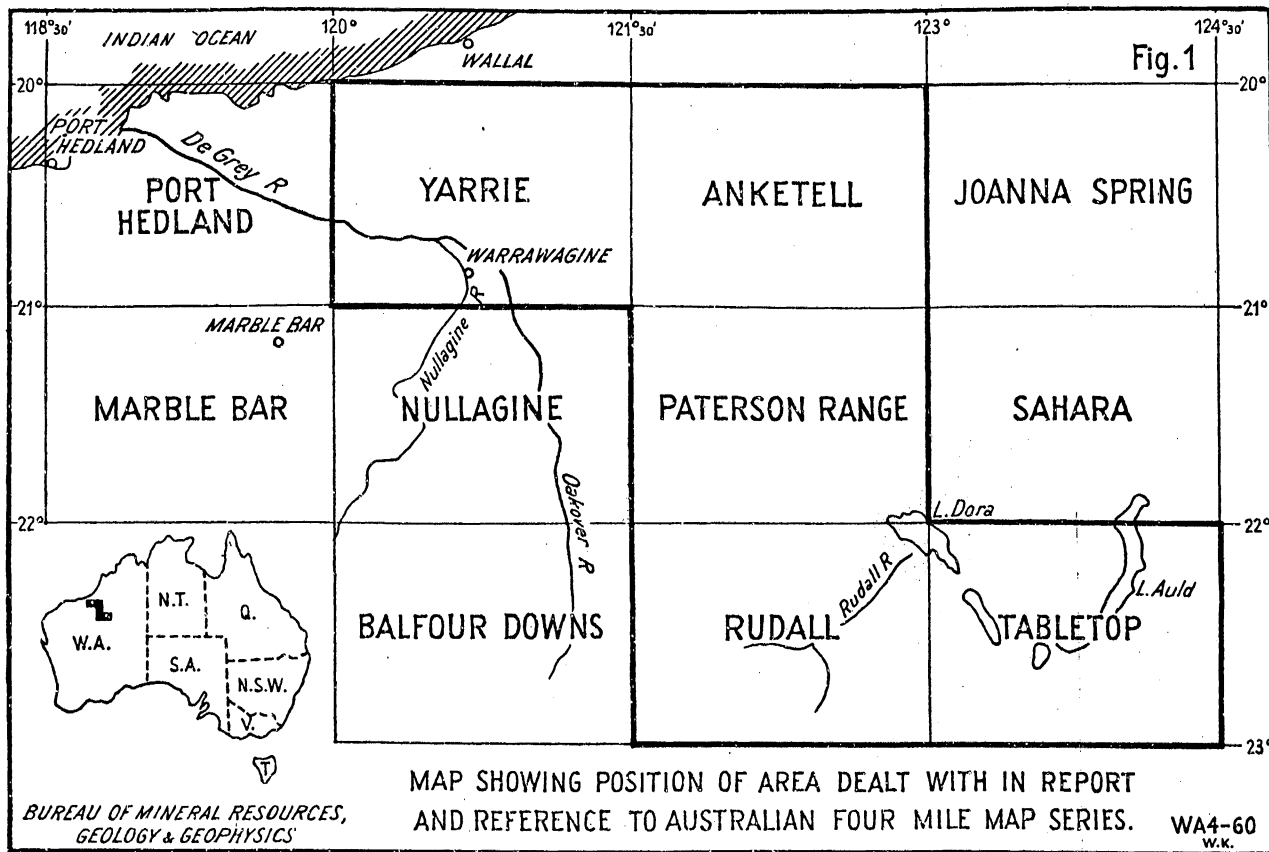 118°30'
120°
121°30'
123°
124°30'
INDIAN OCEAN
WALLAL
Fig.1
20°
20°
PORT
HEDLAND
De Grey R
PORT
HEDLAND
YARRIE
ANKETELL
JOANNA SPRING
WARRAWAGINE
21°
21°
MARBLE BAR
Nullagine R
MARBLE BAR
NULLAGINE
PATERSON RANGE
SAHARA
Oakover R
22°
L.Dora
22°
Rudall R
L.Auld
BALFOUR DOWNS
RUDALL
TABLETOP
N.T.
Q.
W.A.
S.A.
N.S.W.
V.
T
23°
MAP SHOWING POSITION OF AREA DEALT WITH IN REPORT
AND REFERENCE TO AUSTRALIAN FOUR MILE MAP SERIES.
BUREAU OF MINERAL RESOURCES,
GEOLOGY & GEOPHYSICS
WA4-60
W.K.